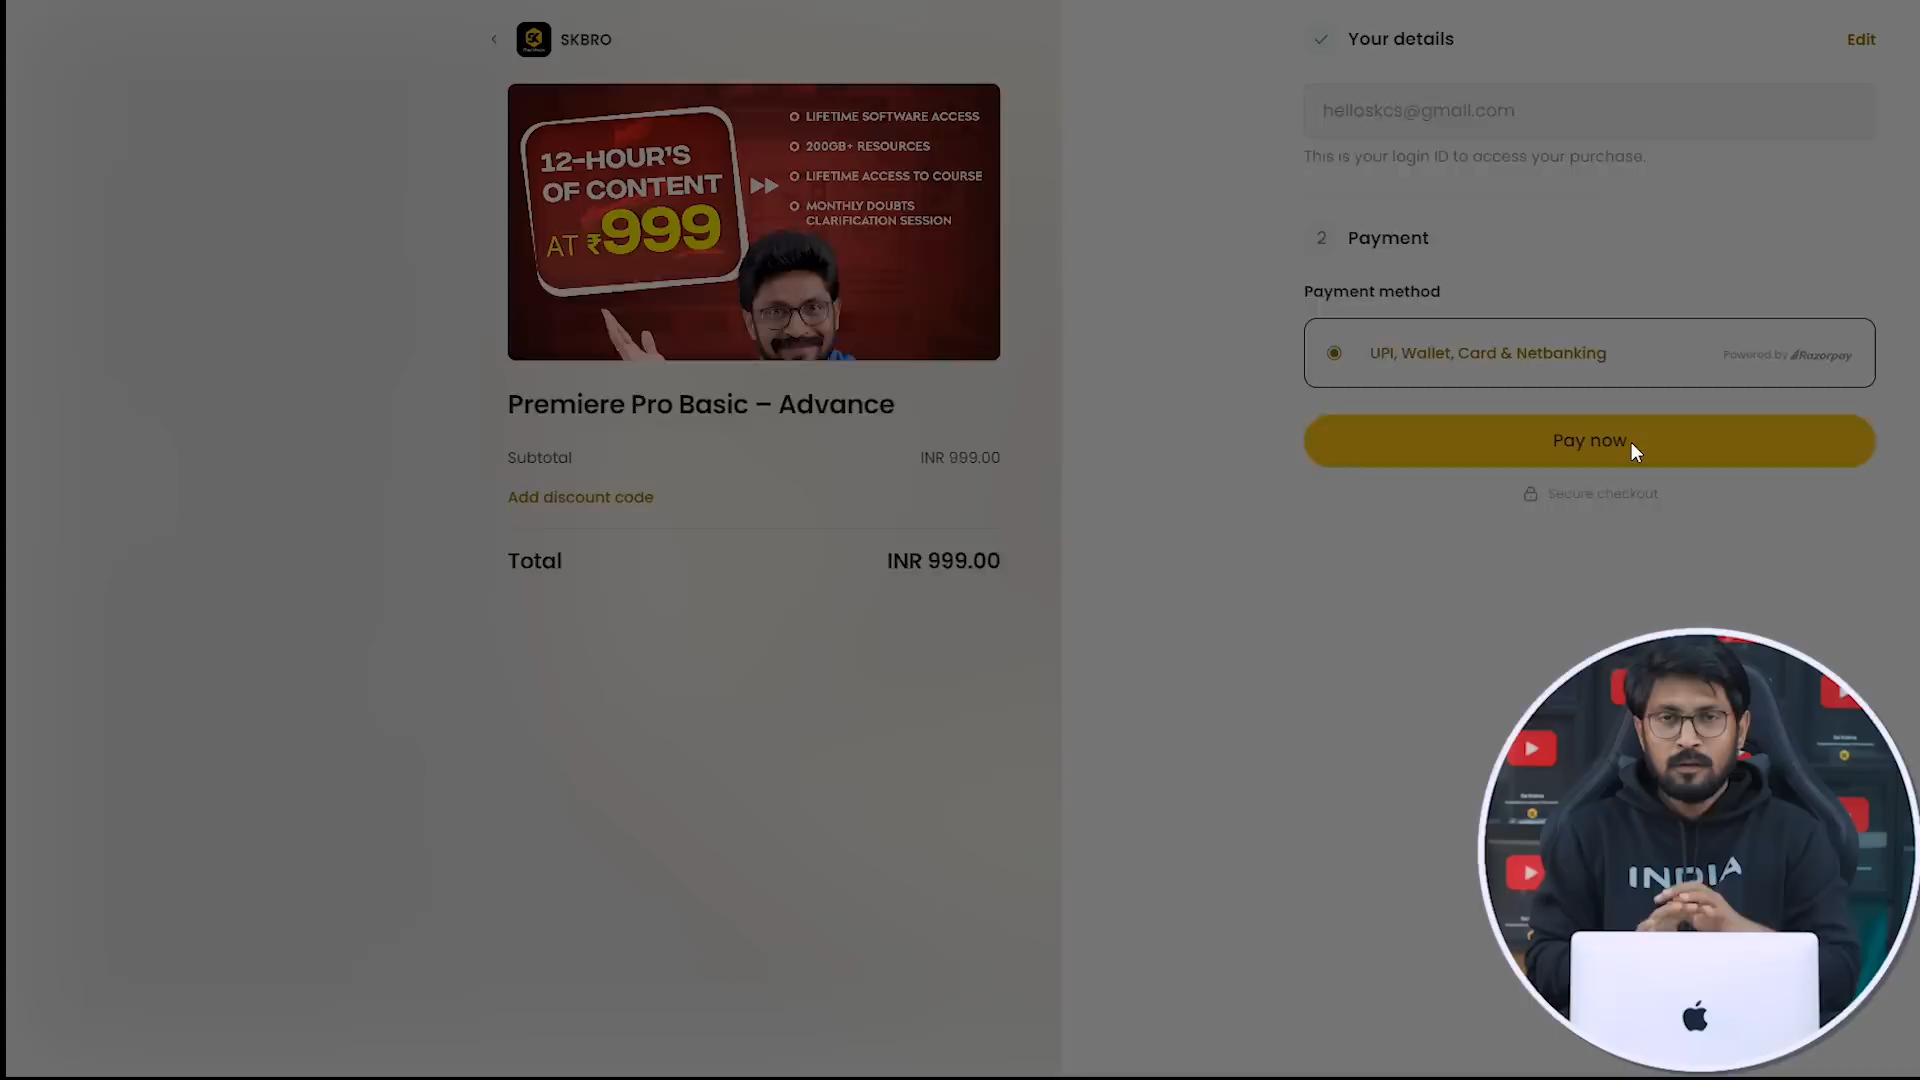 SKBRO
12-HOUR'S
OF CONTENT
AT ₹999
LIFETIME SOFTWARE ACCESS
200GB+ RESOURCES
LIFETIME ACCESS TO COURSE
MONTHLY DOUBTS
CLARIFICATION SESSION
Premiere Pro Basic – Advance
Subtotal INR 999.00
Add discount code
Total INR 999.00
Your details Edit
helloskcs@gmail.com
This is your login ID to access your purchase.
2 Payment
Payment method
UPI, Wallet, Card & Netbanking Powered by Razorpay
Pay now
Secure checkout
INDIA